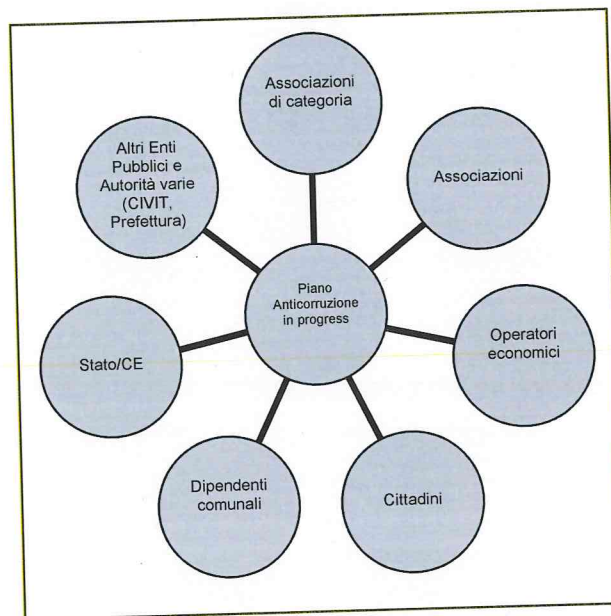 Associazioni
di categoria
Altri Enti
Pubblici e
Autorità varie
(CIVIT,
Prefettura)
Associazioni
Piano
Anticorruzione
in progress
Stato/CE
Operatori
economici
Dipendenti
comunali
Cittadini